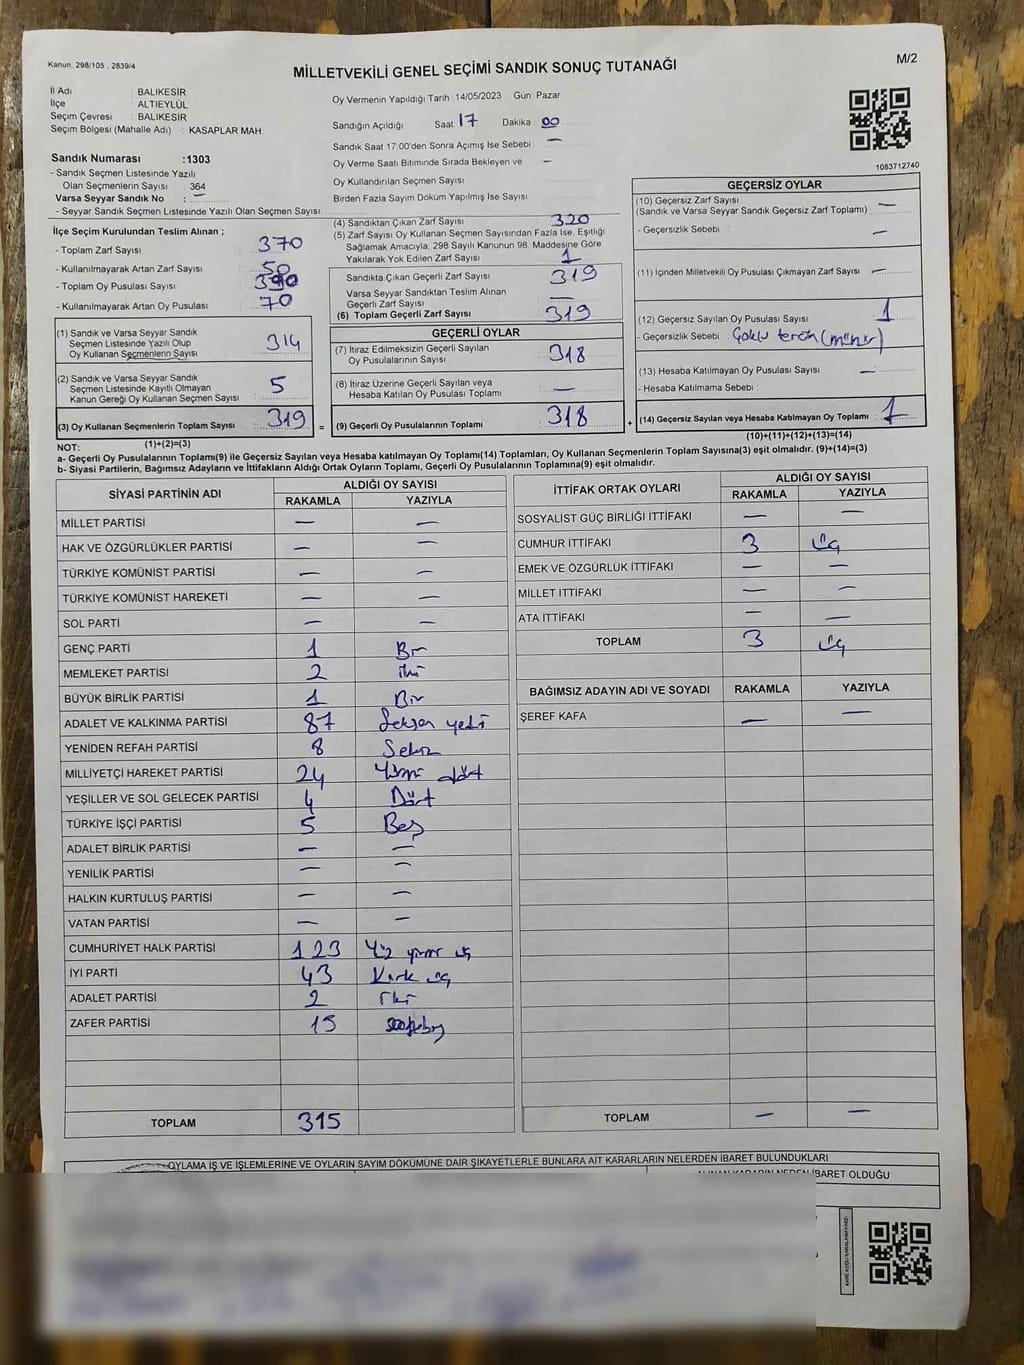 Kanun: 298/105 , 2839/4
MİLLETVEKİLİ GENEL SEÇİMİ SANDIK SONUÇ TUTANAĞI
M/2
İl Adı : BALIKESİR
İlçe : ALTIEYLÜL
Seçim Çevresi : BALIKESİR
Seçim Bölgesi (Mahalle Adı) : KASAPLAR MAH.
Sandık Numarası :1303
- Sandık Seçmen Listesinde Yazılı
Olan Seçmenlerin Sayısı : 364
Varsa Seyyar Sandık No : —
- Seyyar Sandık Seçmen Listesinde Yazılı Olan Seçmen Sayısı
Oy Vermenin Yapıldığı Tarih 14/05/2023 Gün: Pazar
Sandığın Açıldığı Saat 17 Dakika 00
Sandık Saat 17:00'den Sonra Açımış İse Sebebi : —
Oy Verme Saati Bitiminde Sırada Bekleyen ve —
Oy Kullandırılan Seçmen Sayısı
Birden Fazla Sayım Döküm Yapılmış İse Sayısı
1083712740
İlçe Seçim Kurulundan Teslim Alınan ;
- Toplam Zarf Sayısı : 370
- Kullanılmayarak Artan Zarf Sayısı : 50
- Toplam Oy Pusulası Sayısı : 390
- Kullanılmayarak Artan Oy Pusulası : 70
(1) Sandık ve Varsa Seyyar Sandık
Seçmen Listesinde Yazılı Olup
Oy Kullanan Seçmenlerin Sayısı 314
(2) Sandık ve Varsa Seyyar Sandık
Seçmen Listesinde Kayıtlı Olmayan
Kanun Gereği Oy Kullanan Seçmen Sayısı : 5
(3) Oy Kullanan Seçmenlerin Toplam Sayısı : 319
(4) Sandıktan Çıkan Zarf Sayısı 320
(5) Zarf Sayısı Oy Kullanan Seçmen Sayısından Fazla İse, Eşitliği
Sağlamak Amacıyla; 298 Sayılı Kanunun 98. Maddesine Göre
Yakılarak Yok Edilen Zarf Sayısı 1
Sandıkta Çıkan Geçerli Zarf Sayısı 319
Varsa Seyyar Sandıktan Teslim Alınan
Geçerli Zarf Sayısı —
(6) Toplam Geçerli Zarf Sayısı 319
GEÇERLİ OYLAR
(7) İtiraz Edilmeksizin Geçerli Sayılan
Oy Pusulalarının Sayısı 318
(8) İtiraz Üzerine Geçerli Sayılan veya
Hesaba Katılan Oy Pusulası Toplamı —
= (9) Geçerli Oy Pusulalarının Toplamı 318 +
GEÇERSİZ OYLAR
(10) Geçersiz Zarf Sayısı —
(Sandık ve Varsa Seyyar Sandık Geçersiz Zarf Toplamı) :
- Geçersizlik Sebebi : —
(11) İçinden Milletvekili Oy Pusulası Çıkmayan Zarf Sayısı : —
(12) Geçersiz Sayılan Oy Pusulası Sayısı : 1
- Geçersizlik Sebebi : Çoklu tercih
(13) Hesaba Katılmayan Oy Pusulası Sayısı : —
- Hesaba Katılmama Sebebi :
(14) Geçersiz Sayılan veya Hesaba Katılmayan Oy Toplamı : 1
(1)+(2)=(3)
(10)+(11)+(12)+(13)=(14)
NOT:
a- Geçerli Oy Pusulaları Toplamı(9) ile Geçersiz Sayılan veya Hesaba Katılmayan Oy Toplamı(14) Toplamları, Oy Kullanan Seçmenlerin Toplam Sayısına(3) eşit olmalıdır. (9)+(14)=(3)
b- Siyasi Partilerin, Bağımsız Adayların ve İttifakların Aldığı Ortak Oyların Toplamı, Geçerli Oy Pusulalarının Toplamına(9) eşit olmalıdır.
SİYASİ PARTİNİN ADI ALDIĞI OY SAYISI
RAKAMLA YAZIYLA
MİLLET PARTİSİ — —
HAK VE ÖZGÜRLÜKLER PARTİSİ — —
TÜRKİYE KOMÜNİST PARTİSİ — —
TÜRKİYE KOMÜNİST HAREKETİ — —
SOL PARTİ — —
GENÇ PARTİ 1 Bir
MEMLEKET PARTİSİ 2 iki
BÜYÜK BİRLİK PARTİSİ 1 Bir
ADALET VE KALKINMA PARTİSİ 87 Seksen yedi
YENİDEN REFAH PARTİSİ 8 Sekiz
MİLLİYETÇİ HAREKET PARTİSİ 24 Yirmi dört
YEŞİLLER VE SOL GELECEK PARTİSİ 4 Dört
TÜRKİYE İŞÇİ PARTİSİ 5 Beş
ADALET BİRLİK PARTİSİ — —
YENİLİK PARTİSİ — —
HALKIN KURTULUŞ PARTİSİ — —
VATAN PARTİSİ — —
CUMHURİYET HALK PARTİSİ 123 Yüz yirmi üç
İYİ PARTİ 43 Kırk üç
ADALET PARTİSİ 2 İki
ZAFER PARTİSİ 15
TOPLAM 315
İTTİFAK ORTAK OYLARI ALDIĞI OY SAYISI
RAKAMLA YAZIYLA
SOSYALİST GÜÇ BİRLİĞİ İTTİFAKI — —
CUMHUR İTTİFAKI 3 üç
EMEK VE ÖZGÜRLÜK İTTİFAKI — —
MİLLET İTTİFAKI — —
ATA İTTİFAKI — —
TOPLAM 3 üç
BAĞIMSIZ ADAYIN ADI VE SOYADI RAKAMLA YAZIYLA
ŞEREF KAFA — —
TOPLAM — —
OYLAMA İŞ VE İŞLEMLERİNE VE OYLARIN SAYIM DÖKÜMÜNE DAİR ŞİKAYETLERLE BUNLARA AİT KARARLARIN NELERDEN İBARET BULUNDUKLARI
ALINAN KARARIN NEDEN İBARET OLDUĞU